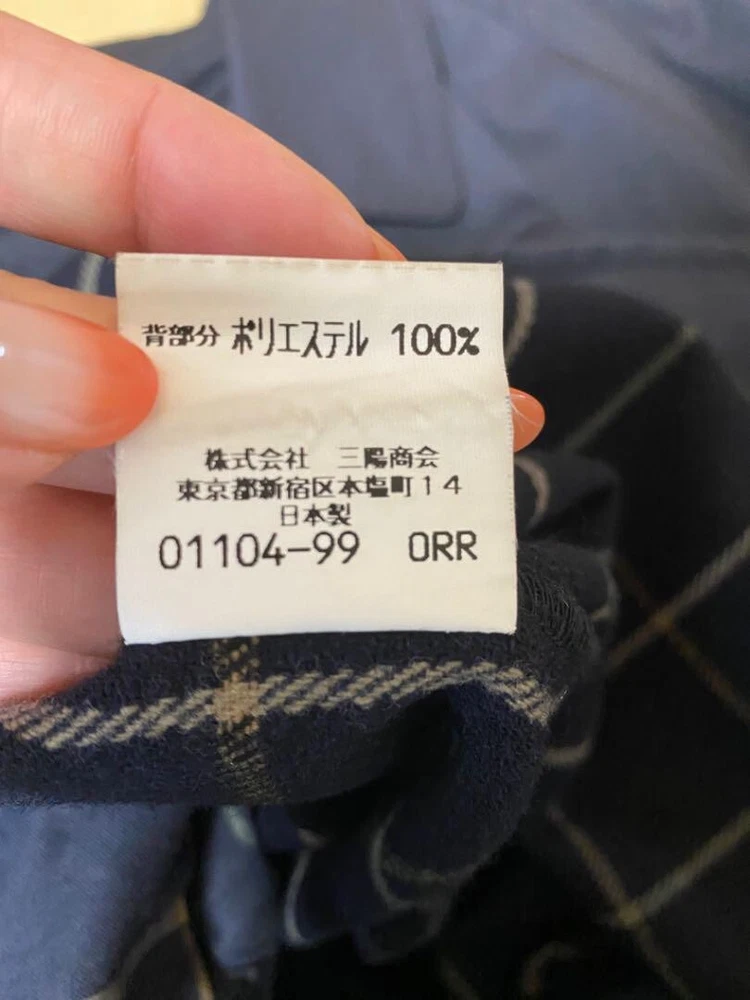 背部分 ポリエステル 100%
株式会社 三陽商会
東京都新宿区本塩町14
日本製
01104-99 0RR